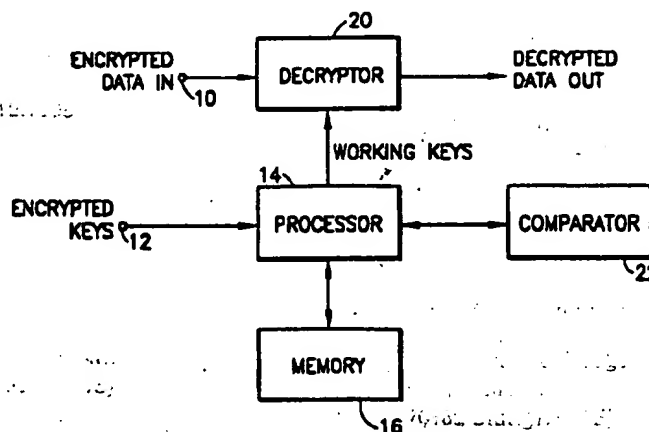 20
ENCRYPTED
DATA IN
10
DECRYPTOR
DECRYPTED
DATA OUT
WORKING KEYS
14
ENCRYPTED
KEYS
12
PROCESSOR
COMPARATOR
MEMORY
16